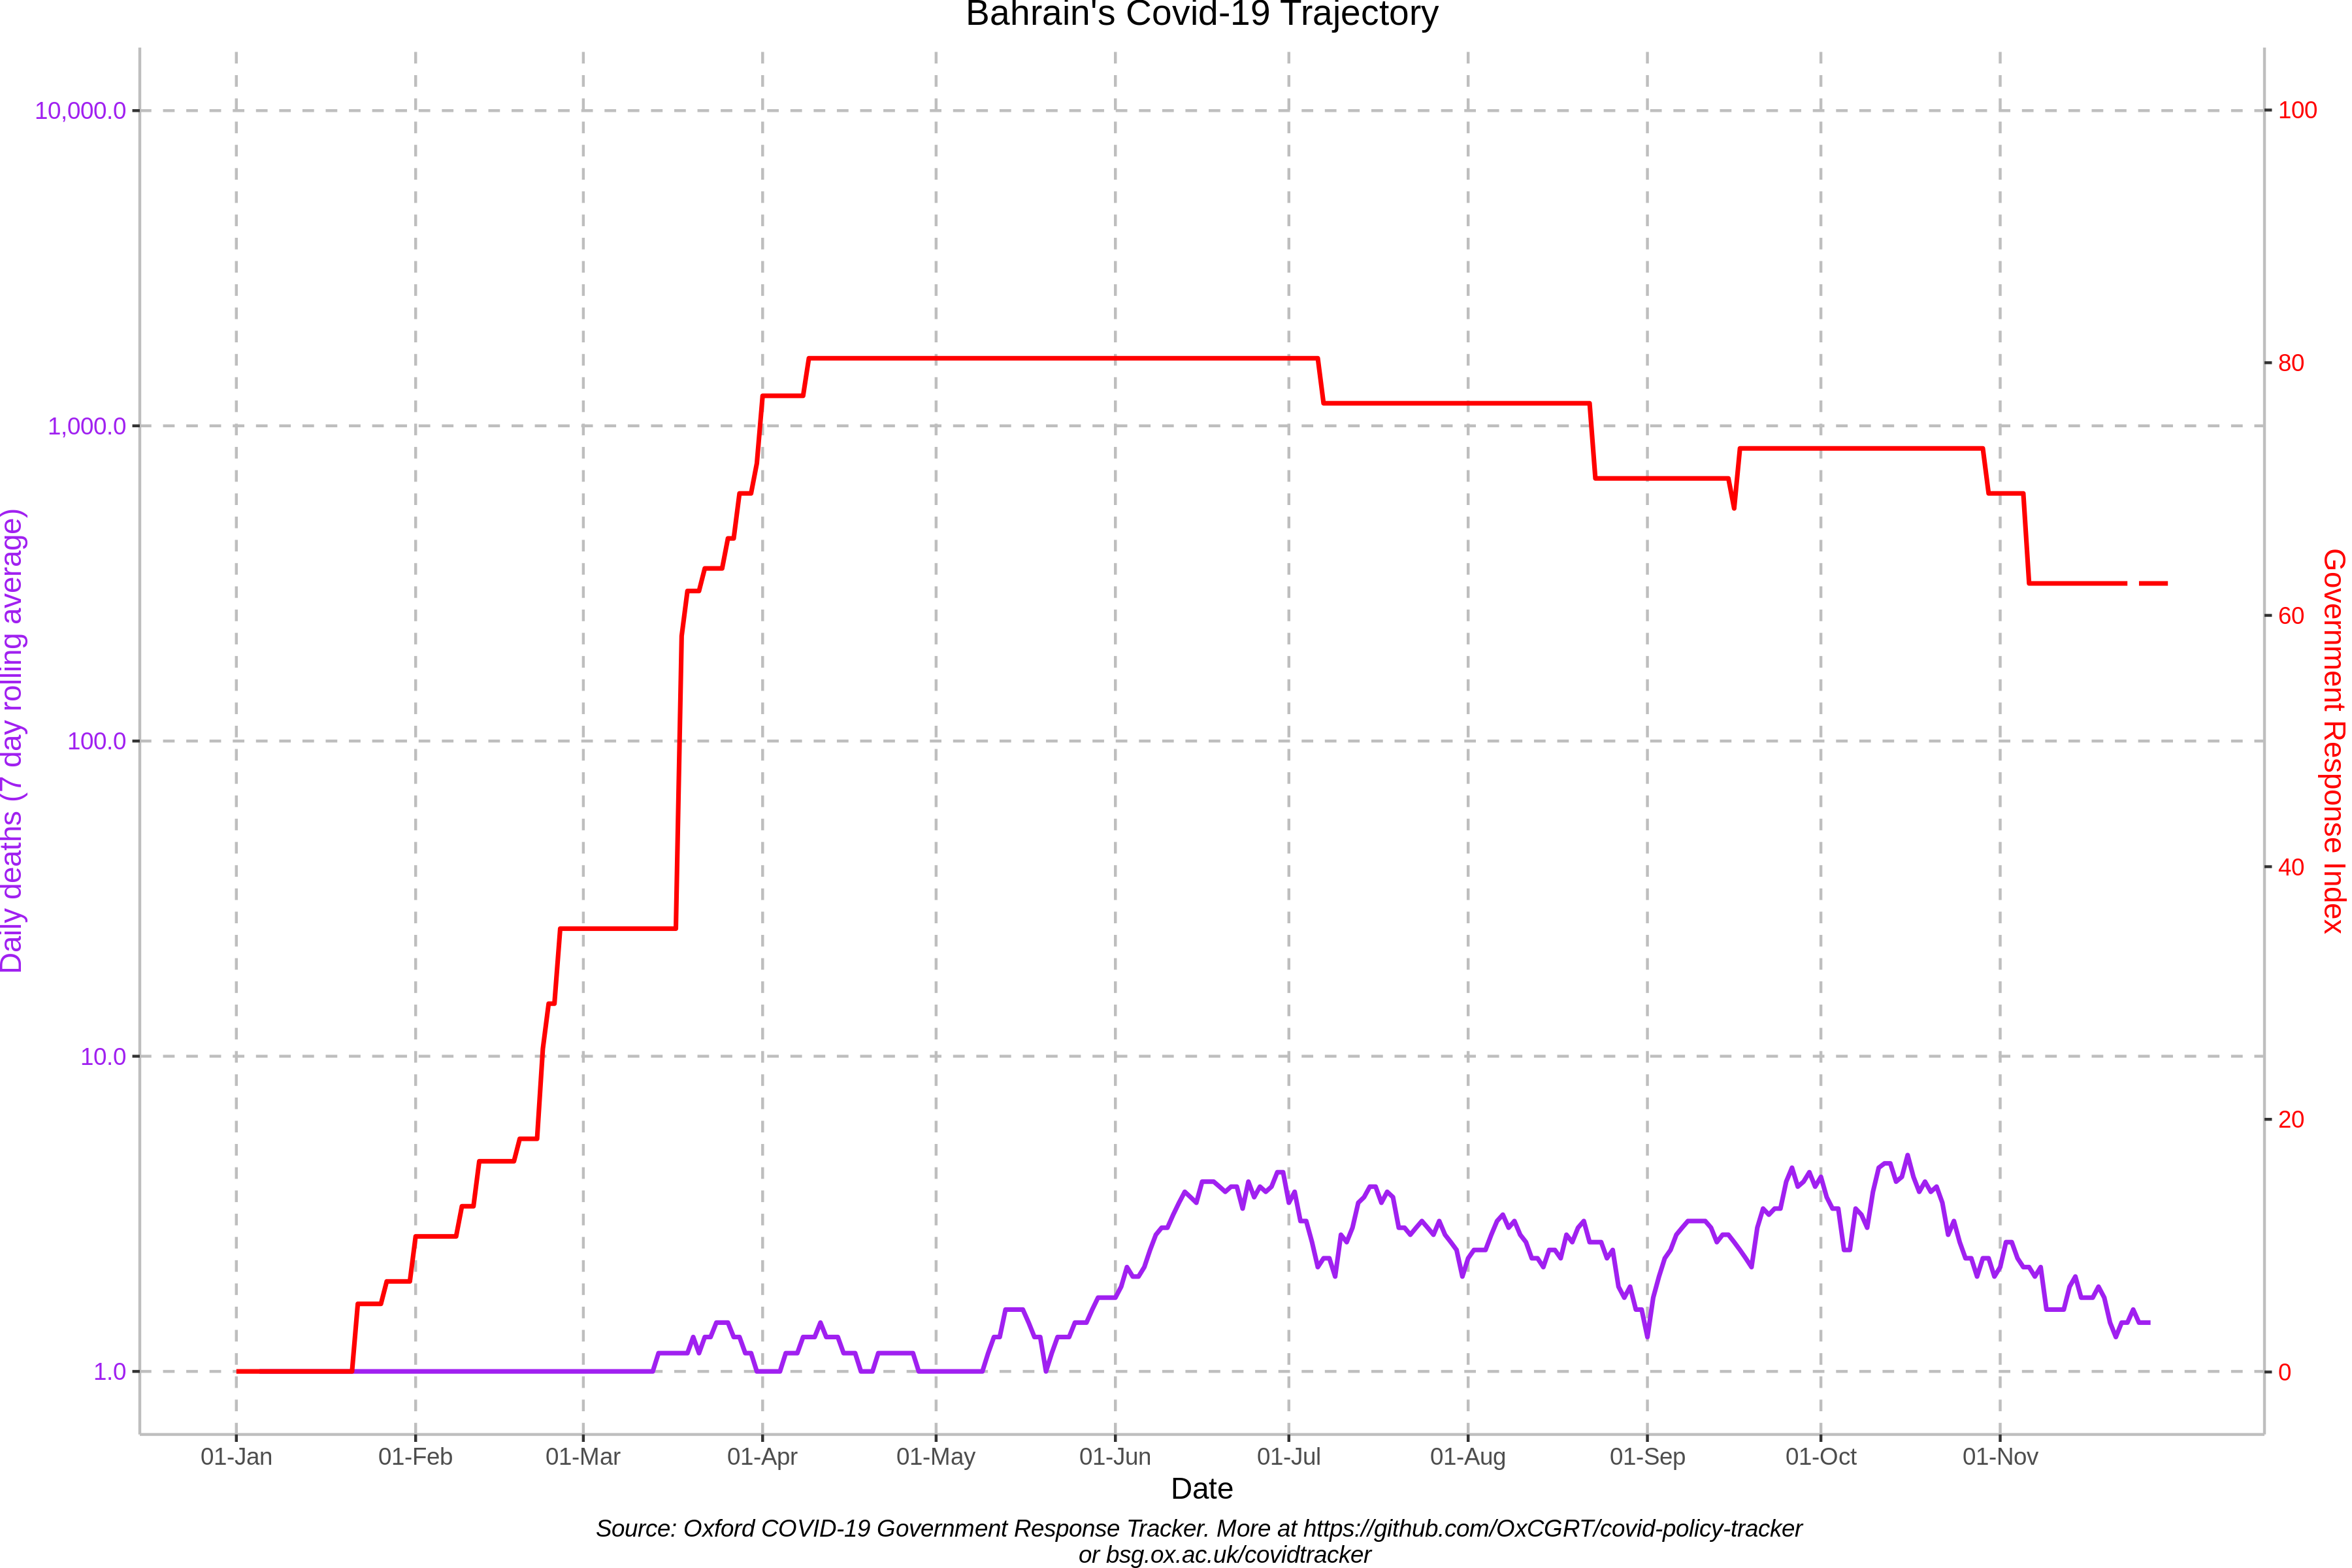 Bahrain's Covid-19 Trajectory
10,000.0
1,000.0
100.0
10.0
1.0
Daily deaths (7 day rolling average)
100
80
60
40
20
0
Government Response Index
01-Jan
01-Feb
01-Mar
01-Apr
01-May
01-Jun
01-Jul
01-Aug
01-Sep
01-Oct
01-Nov
Date
Source: Oxford COVID-19 Government Response Tracker. More at https://github.com/OxCGRT/covid-policy-tracker
or bsg.ox.ac.uk/covidtracker